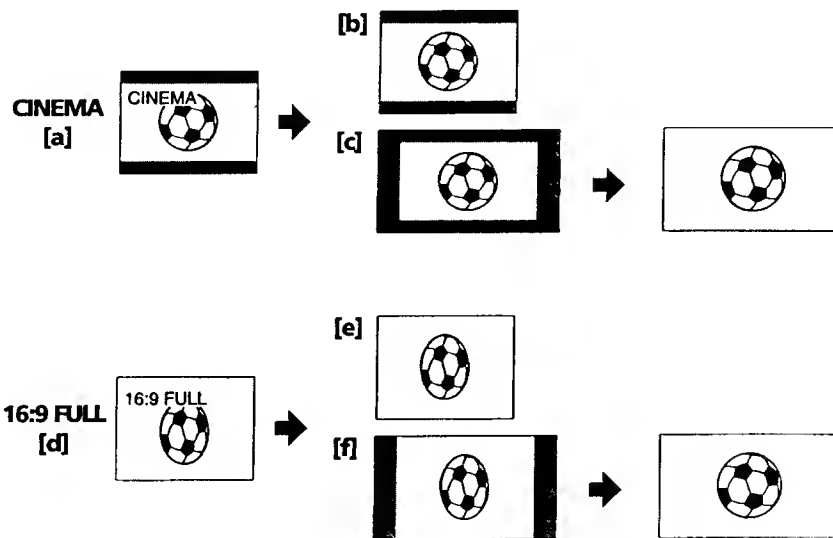 [b]
CINEMA
CINEMA
[a]
[c]
[e]
16:9 FULL
16:9 FULL
[d]
[f]